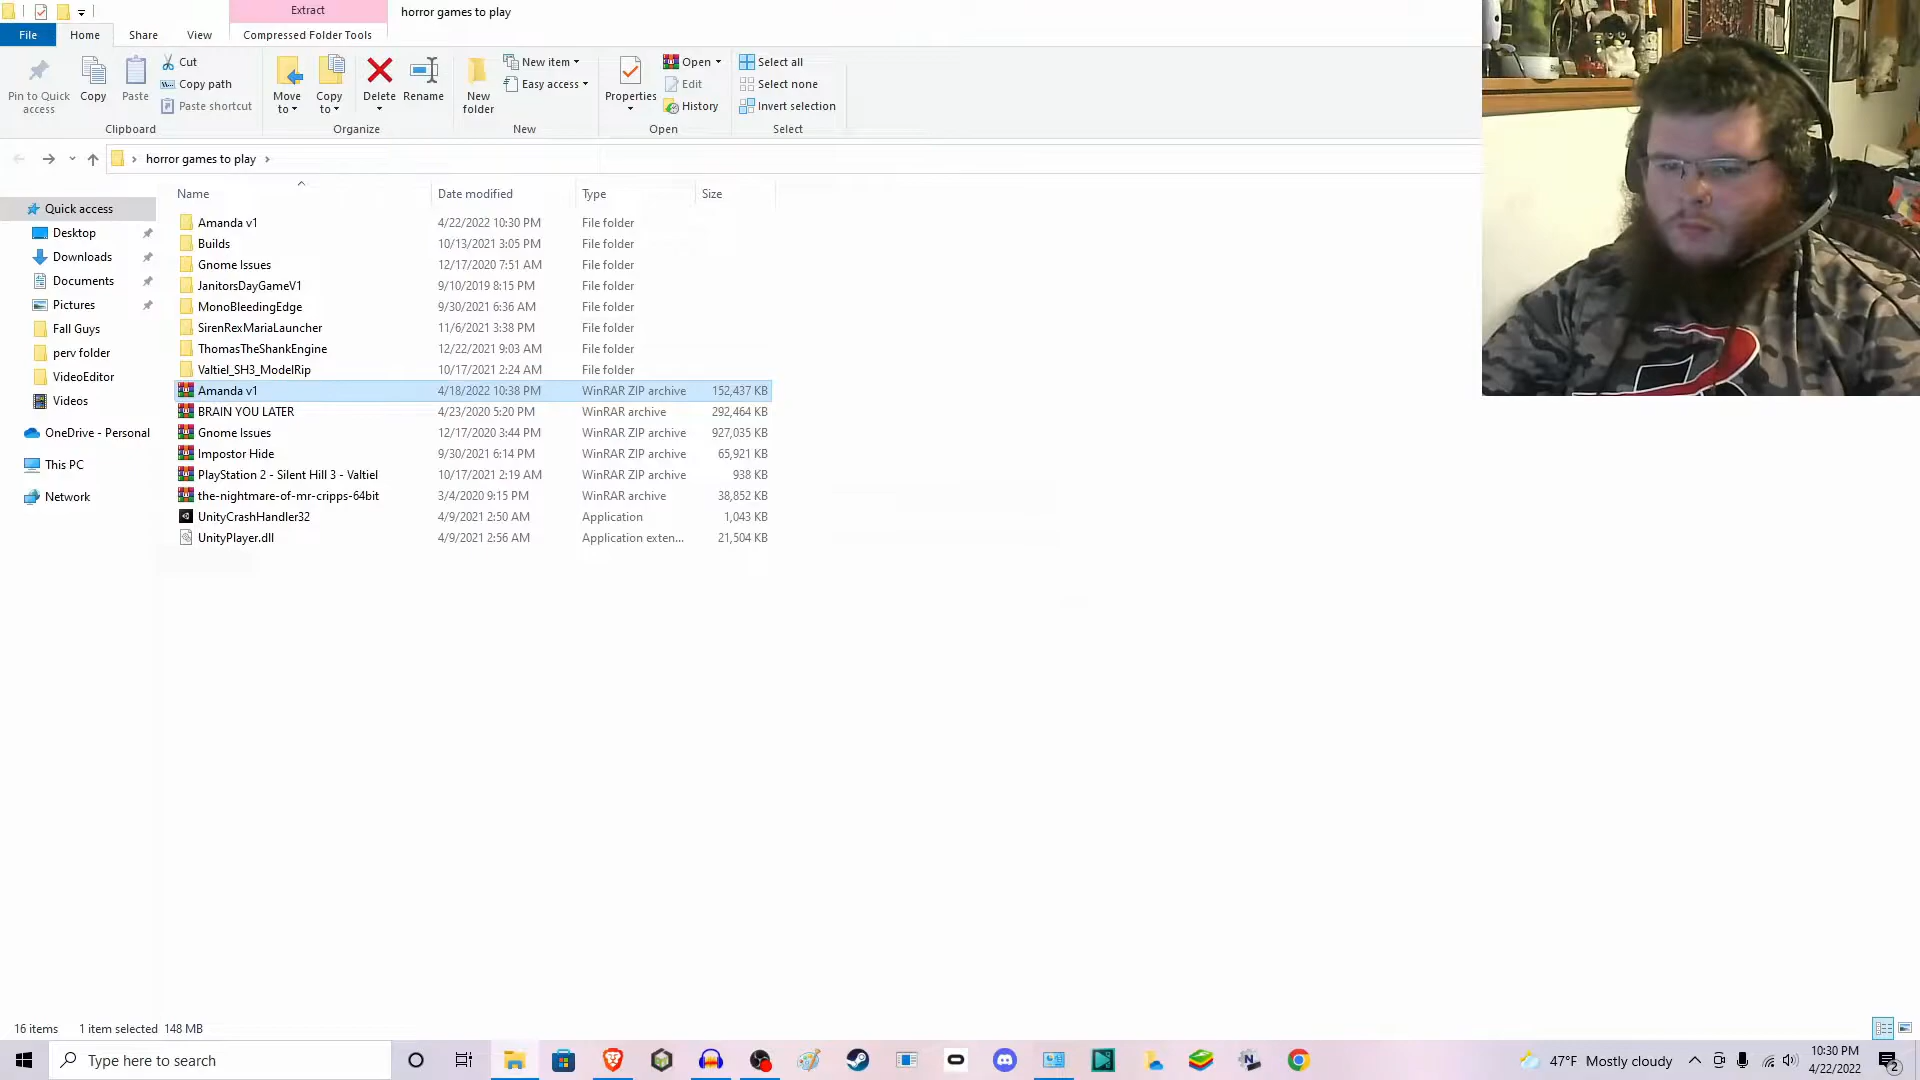 Extract
horror games to play
File
Home
Share
View
Compressed Folder Tools
Pin to Quick access
Copy
Paste
Cut
Copy path
Paste shortcut
Clipboard
Move to
Copy to
Delete
Rename
Organize
New folder
New item
Easy access
New
Properties
Open
Edit
History
Open
Select all
Select none
Invert selection
Select
horror games to play
Name Date modified Type Size
Quick access
Desktop
Downloads
Documents
Pictures
Fall Guys
perv folder
VideoEditor
Videos
OneDrive - Personal
This PC
Network
Amanda v1 4/22/2022 10:30 PM File folder
Builds 10/13/2021 3:05 PM File folder
Gnome Issues 12/17/2020 7:51 AM File folder
JanitorsDayGameV1 9/10/2019 8:15 PM File folder
MonoBleedingEdge 9/30/2021 6:36 AM File folder
SirenRexMariaLauncher 11/6/2021 3:38 PM File folder
ThomasTheShankEngine 12/22/2021 9:03 AM File folder
Valtiel_SH3_ModelRip 10/17/2021 2:24 AM File folder
Amanda v1 4/18/2022 10:38 PM WinRAR ZIP archive 152,437 KB
BRAIN YOU LATER 4/23/2020 5:20 PM WinRAR archive 292,464 KB
Gnome Issues 12/17/2020 3:44 PM WinRAR ZIP archive 927,035 KB
Impostor Hide 9/30/2021 6:14 PM WinRAR ZIP archive 65,921 KB
PlayStation 2 - Silent Hill 3 - Valtiel 10/17/2021 2:19 AM WinRAR ZIP archive 938 KB
the-nightmare-of-mr-cripps-64bit 3/4/2020 9:15 PM WinRAR archive 38,852 KB
UnityCrashHandler32 4/9/2021 2:50 AM Application 1,043 KB
UnityPlayer.dll 4/9/2021 2:56 AM Application exten... 21,504 KB
16 items 1 item selected 148 MB
Type here to search
47°F Mostly cloudy
10:30 PM
4/22/2022
2